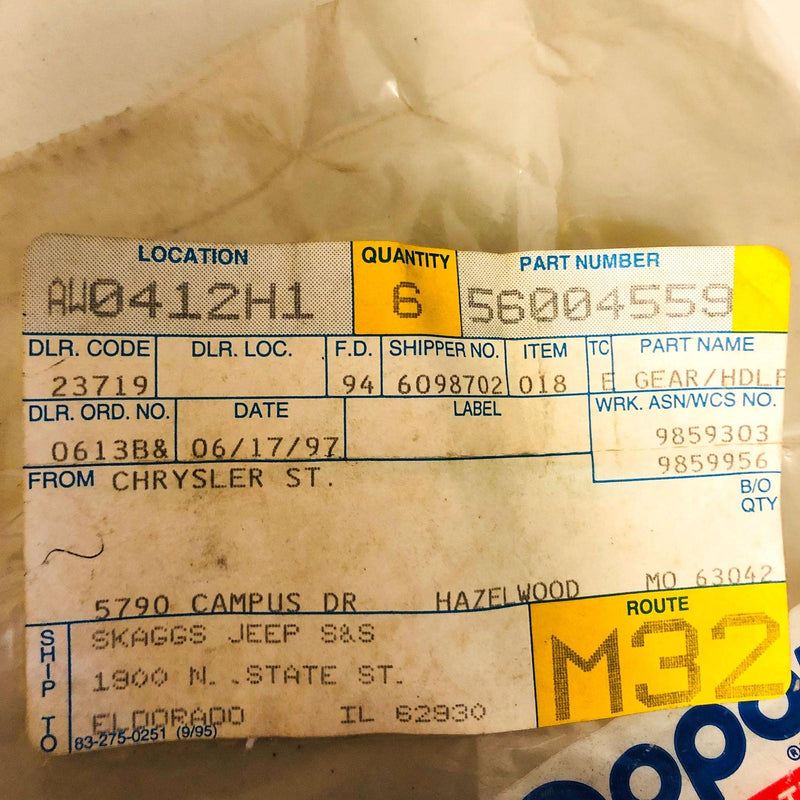 LOCATION QUANTITY PART NUMBER
AW0412H1 6 56004559
DLR. CODE DLR. LOC. F.D. SHIPPER NO. ITEM TC PART NAME
23719 94 6098702 018 E GEAR/HDLP
DLR. ORD. NO. DATE LABEL WRK. ASN/WCS NO.
0613B& 06/17/97 9859303
9859956
FROM CHRYSLER ST.
B/O
QTY
5790 CAMPUS DR HAZELWOOD MO 63042
SHIP TO
SKAGGS JEEP S&S
1900 N. .STATE ST.
ELDORADO IL 62930
ROUTE
M32
83-275-0251 (9/95)
Mopa
®